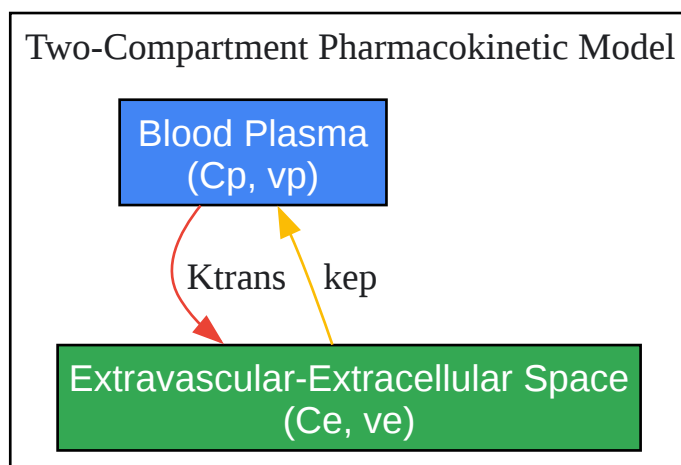 Two-Compartment Pharmacokinetic Model
Blood Plasma
(Cp, vp)
Ktrans
kep
Extravascular-Extracellular Space
(Ce, ve)